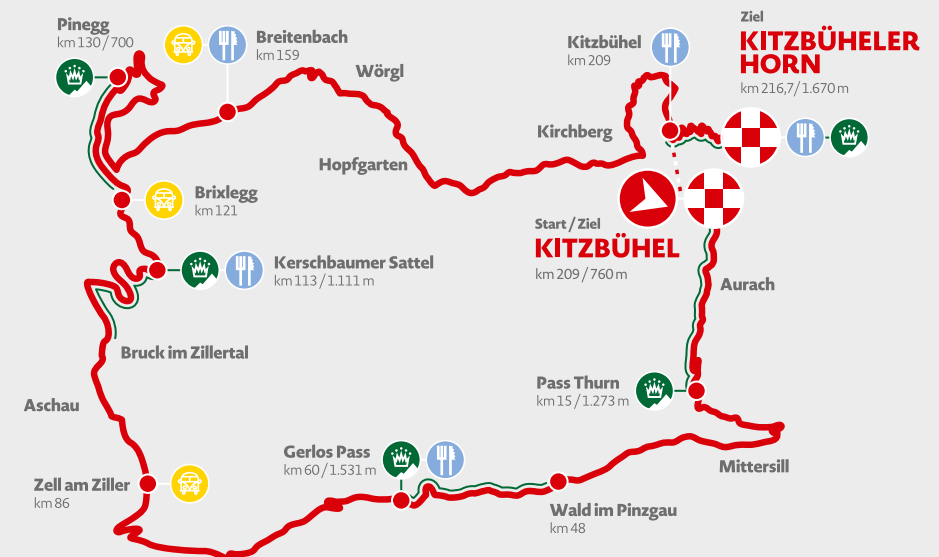 Pinegg
km 130 / 700
Breitenbach
km 159
Wörgl
Hopfgarten
Kitzbühel
km 209
Ziel
KITZBÜHELER
HORN
km 216,7 / 1.670 m
Kirchberg
Brixlegg
km 121
Start / Ziel
KITZBÜHEL
km 209 / 760 m
Kerschbaumer Sattel
km 113 / 1.111 m
Aurach
Bruck im Zillertal
Aschau
Pass Thurn
km 15 / 1.273 m
Gerlos Pass
km 60 / 1.531 m
Mittersill
Zell am Ziller
km 86
Wald im Pinzgau
km 48